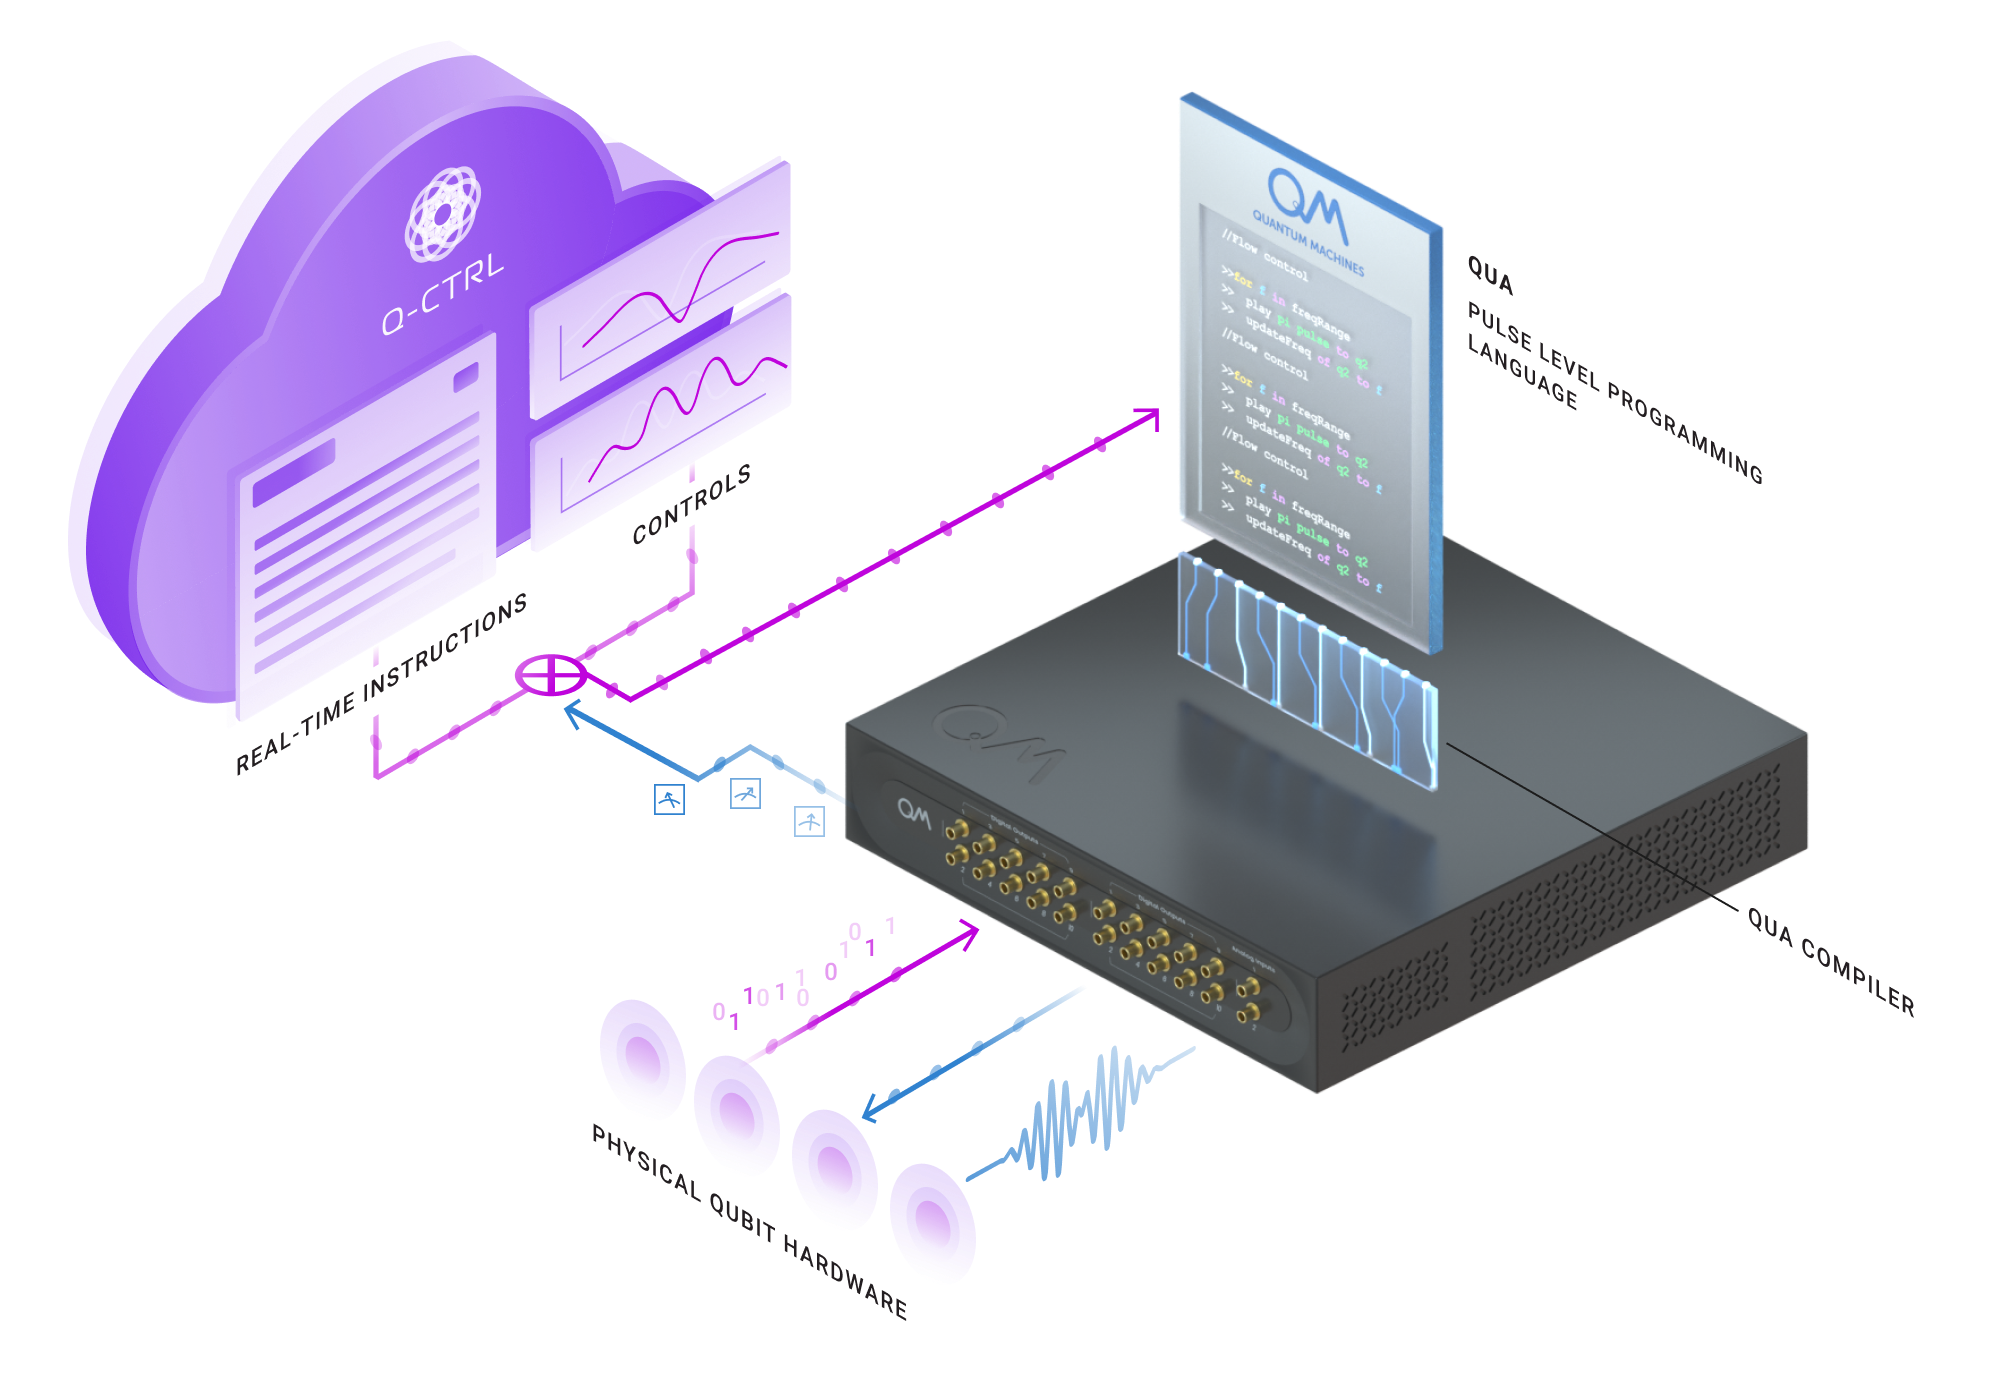 Q-CTRL
CONTROLS
REAL-TIME INSTRUCTIONS
QM
QUANTUM MACHINES
//Flow control
>>for f in freqRange
>> play pi pulse to q2
>> updateFreq of q2 to f
//Flow control
>>for f in freqRange
>> play pi pulse to q2
>> updateFreq of q2 to f
//Flow control
>>for f in freqRange
>> play pi pulse to q2
>> updateFreq of q2 to f
QUA
PULSE LEVEL PROGRAMMING
LANGUAGE
QUA COMPILER
QM
QM
Digital Outputs
Digital Outputs
Analog Inputs
0 1 1 0 1 1 0 1 0 1 0 1 1
PHYSICAL QUBIT HARDWARE